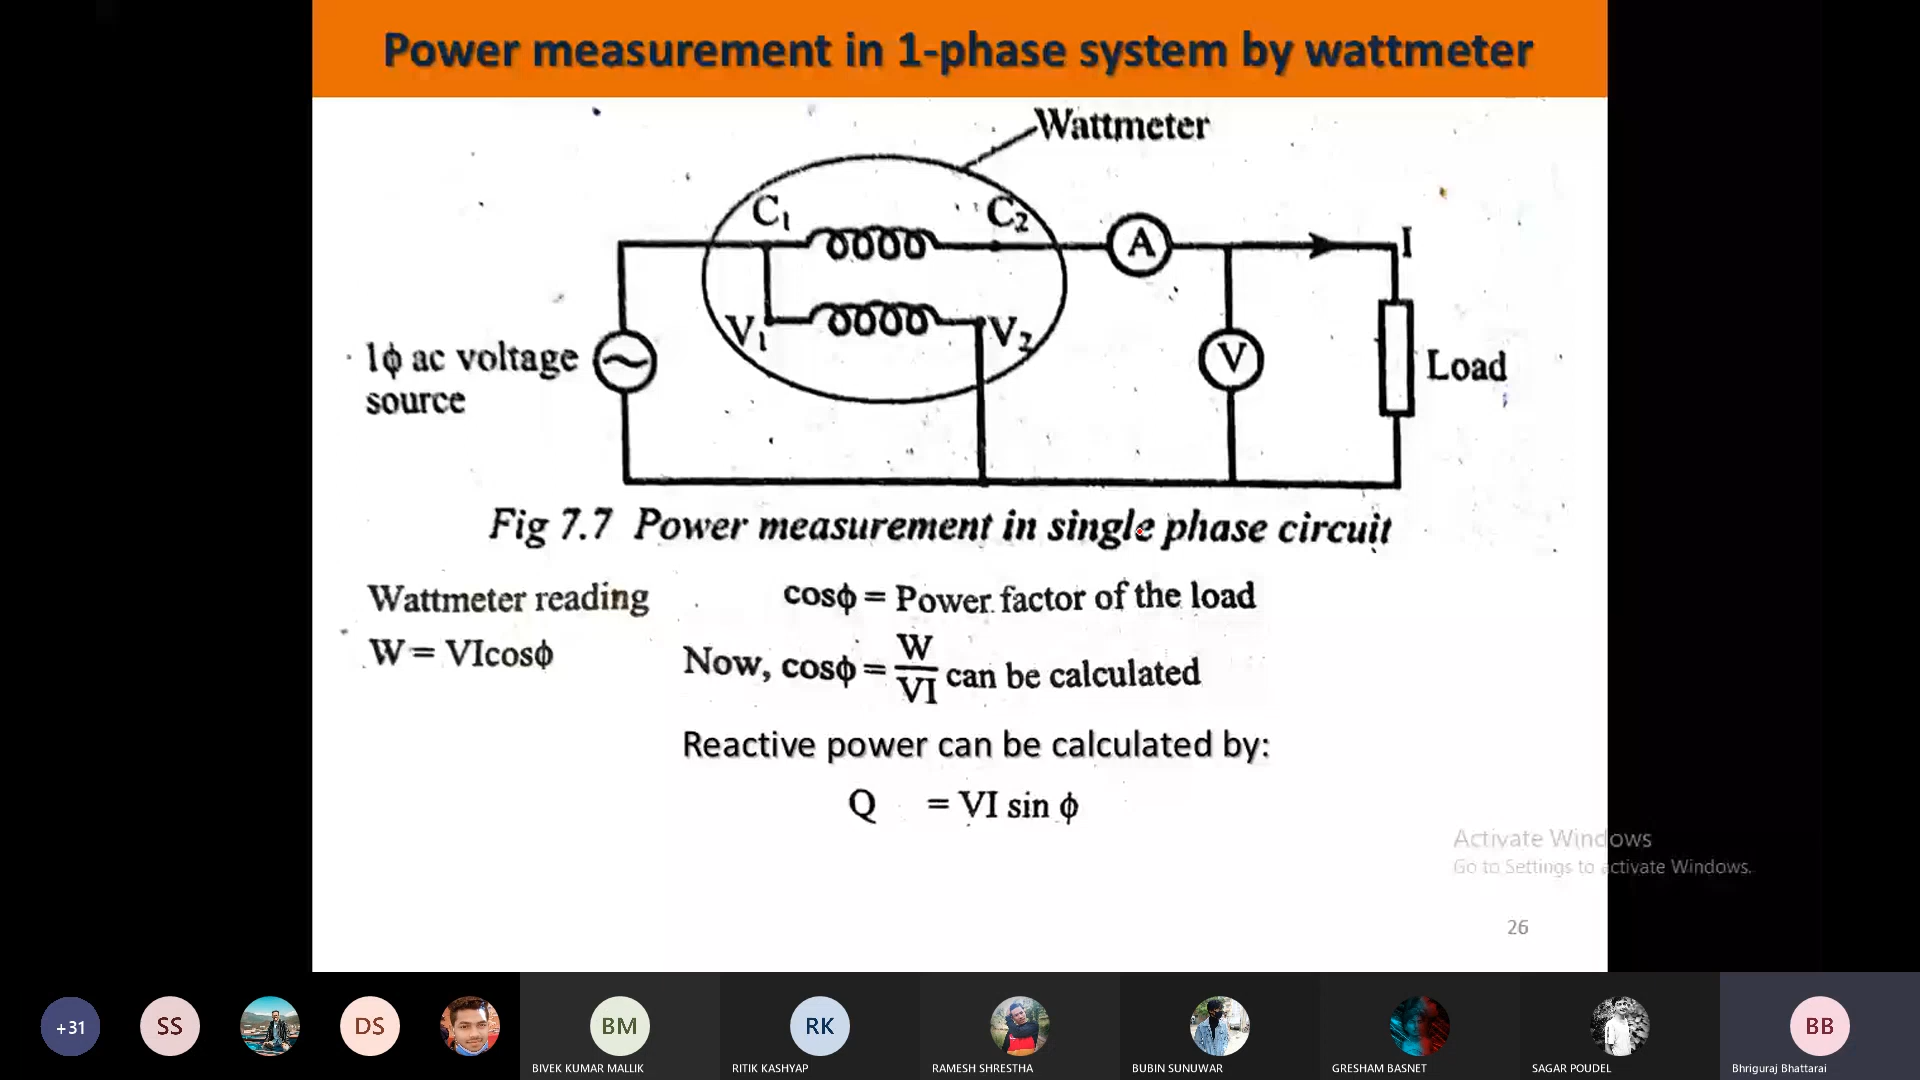 Power measurement in 1-phase system by wattmeter
Wattmeter
C₁
C₂
A
I
V₁
V₂
1ϕ ac voltage
source
V
Load
Fig 7.7 Power measurement in single phase circuit
Wattmeter reading
W = VIcosϕ
cosϕ = Power factor of the load
Now, cosϕ = W/VI can be calculated
Reactive power can be calculated by:
Q = VI sin ϕ
Activate Windows
Go to Settings to activate Windows.
26
+31
SS
DS
BM
BIVEK KUMAR MALLIK
RK
RITIK KASHYAP
RAMESH SHRESTHA
BUBIN SUNUWAR
GRESHAM BASNET
SAGAR POUDEL
BB
Bhriguraj Bhattarai